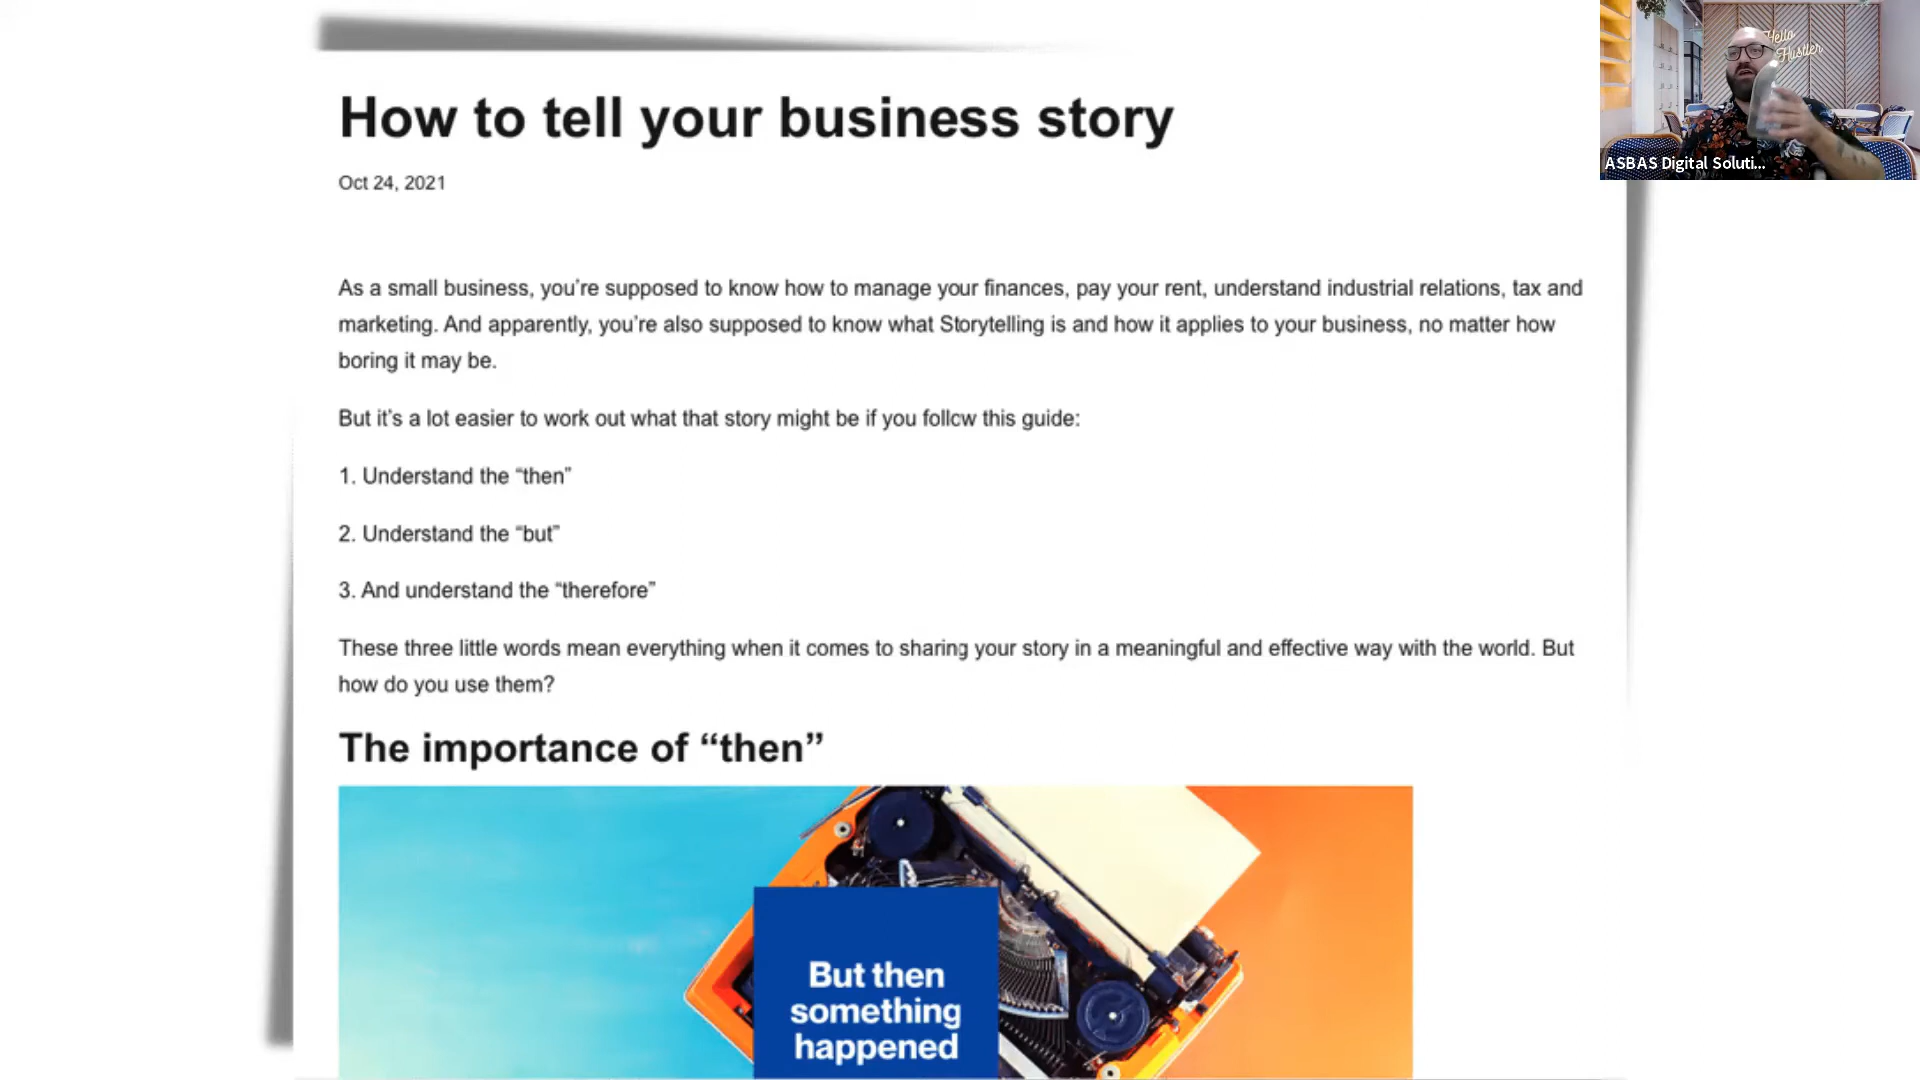 How to tell your business story
Oct 24, 2021
As a small business, you’re supposed to know how to manage your finances, pay your rent, understand industrial relations, tax and
marketing. And apparently, you’re also supposed to know what Storytelling is and how it applies to your business, no matter how
boring it may be.
But it’s a lot easier to work out what that story might be if you follow this guide:
1. Understand the “then”
2. Understand the “but”
3. And understand the “therefore”
These three little words mean everything when it comes to sharing your story in a meaningful and effective way with the world. But
how do you use them?
The importance of “then”
But then
something
happened
Hello
Hustler
ASBAS Digital Soluti...